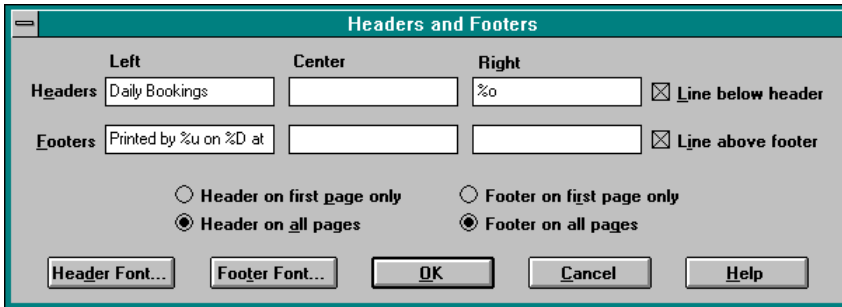 Headers and Footers
Left Center Right
Headers Daily Bookings %o Line below header
Footers Printed by %u on %D at Line above footer
Header on first page only Footer on first page only
Header on all pages Footer on all pages
Header Font... Footer Font... OK Cancel Help